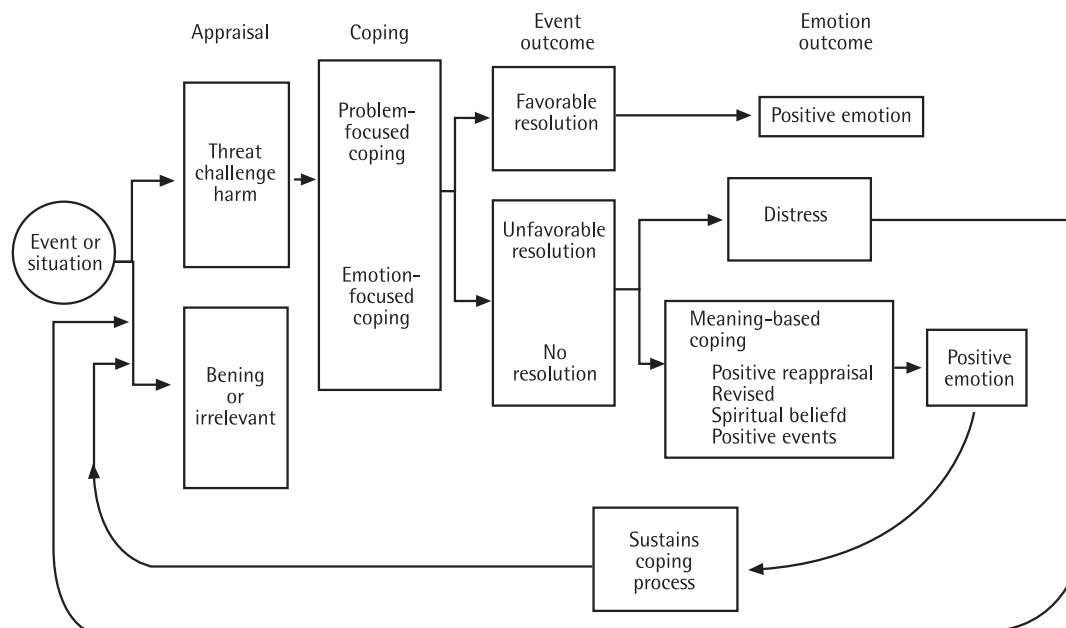 Appraisal
Coping
Event
outcome
Emotion
outcome
Event or
situation
Threat
challenge
harm
Bening
or
irrelevant
Problem-
focused
coping
Emotion-
focused
coping
Favorable
resolution
Unfavorable
resolution
No
resolution
Positive emotion
Distress
Meaning-based
coping
Positive reappraisal
Revised
Spiritual beliefd
Positive events
Positive
emotion
Sustains
coping
process